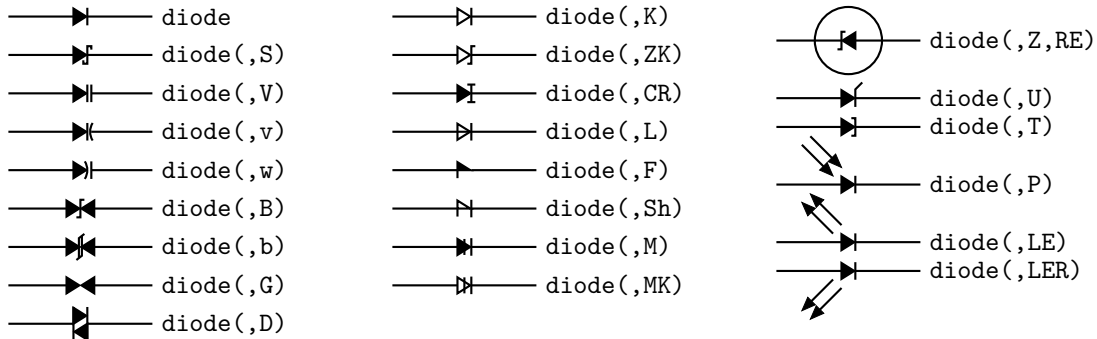 diode
diode(,S)
diode(,V)
diode(,v)
diode(,w)
diode(,B)
diode(,b)
diode(,G)
diode(,D)
diode(,K)
diode(,ZK)
diode(,CR)
diode(,L)
diode(,F)
diode(,Sh)
diode(,M)
diode(,MK)
diode(,Z,RE)
diode(,U)
diode(,T)
diode(,P)
diode(,LE)
diode(,LER)